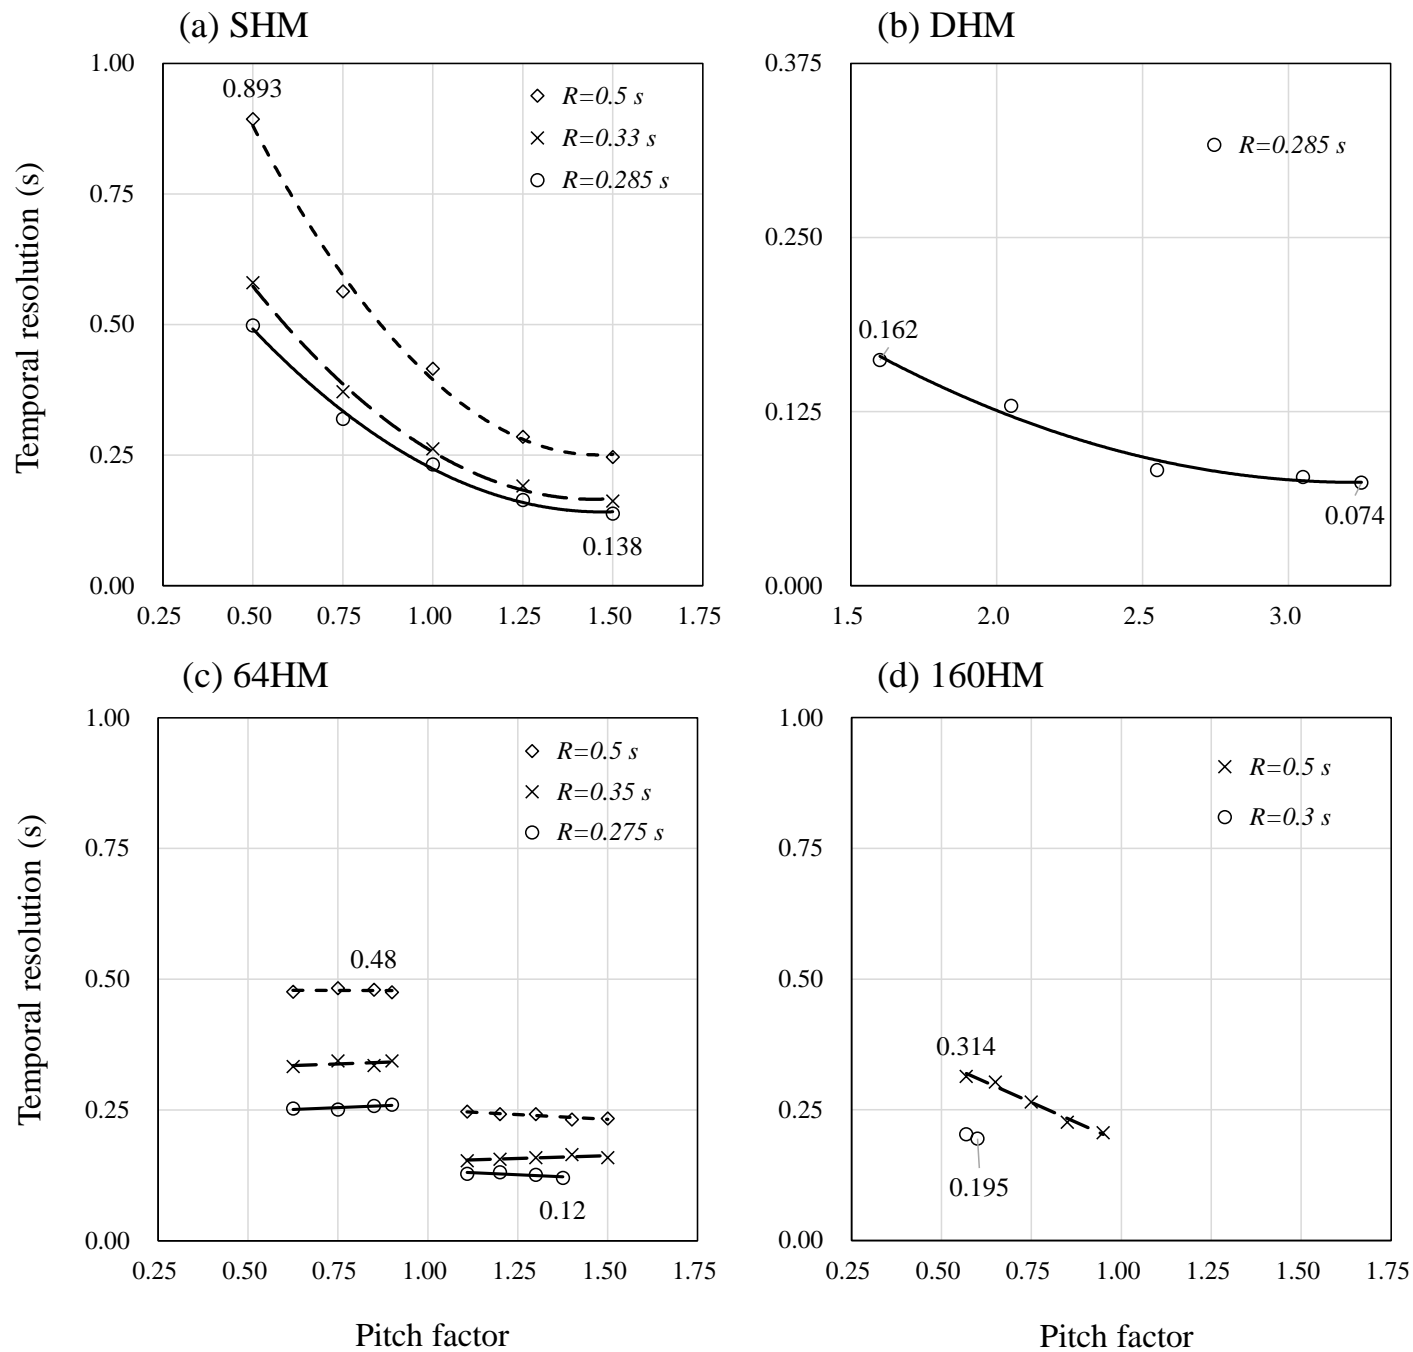 (a) SHM
1.00
0.75
0.50
0.25
0.00
0.25 0.50 0.75 1.00 1.25 1.50 1.75
0.893
0.138
R=0.5 s
R=0.33 s
R=0.285 s
Temporal resolution (s)
(b) DHM
0.375
0.250
0.125
0.000
1.5 2.0 2.5 3.0
0.162
0.074
R=0.285 s
(c) 64HM
1.00
0.75
0.50
0.25
0.00
0.25 0.50 0.75 1.00 1.25 1.50 1.75
0.48
0.12
R=0.5 s
R=0.35 s
R=0.275 s
Temporal resolution (s)
Pitch factor
(d) 160HM
1.00
0.75
0.50
0.25
0.00
0.25 0.50 0.75 1.00 1.25 1.50 1.75
0.314
0.195
R=0.5 s
R=0.3 s
Pitch factor